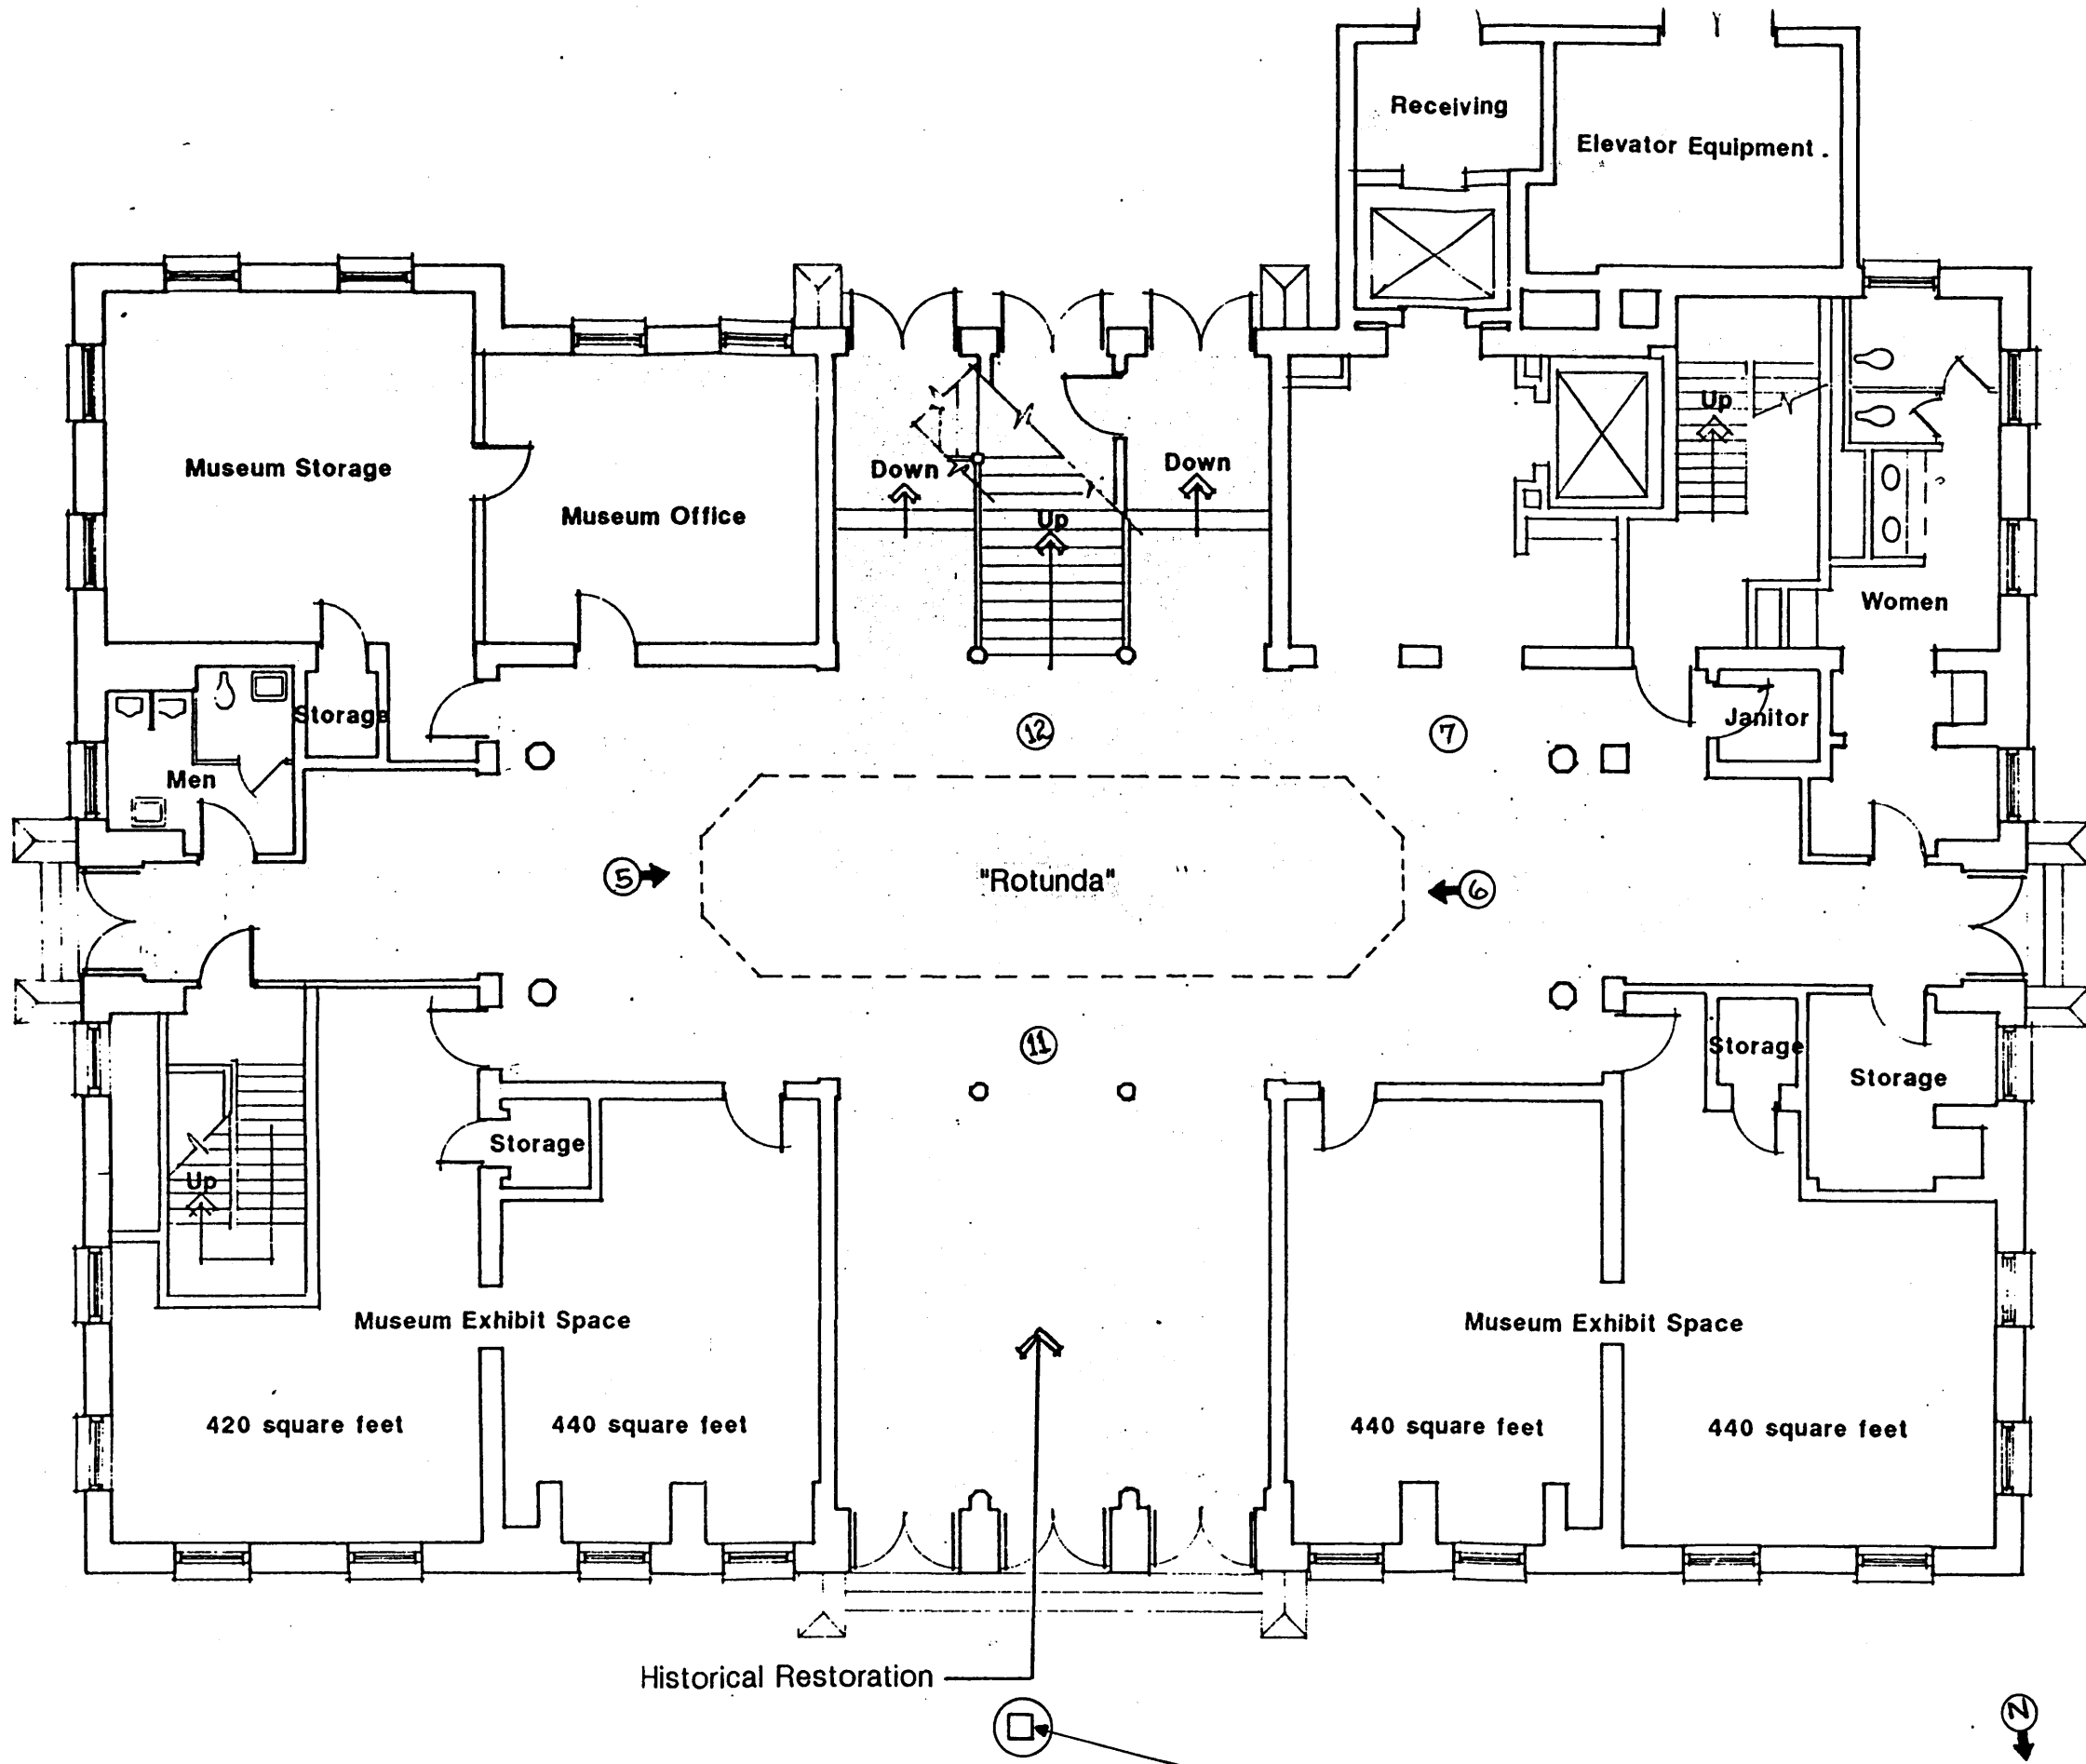 Receiving
Elevator Equipment .
Museum Storage
Museum Office
Down
Down
Up
Up
Women
Storage
Men
Janitor
12
7
5
"Rotunda"
6
11
Storage
Storage
Storage
Up
Museum Exhibit Space
Museum Exhibit Space
420 square feet
440 square feet
440 square feet
440 square feet
Historical Restoration
N